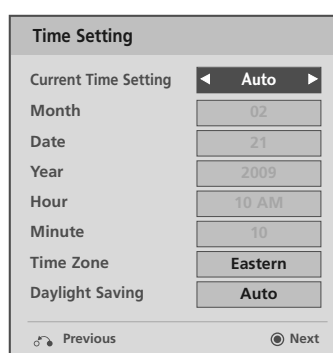 Time Setting
Current Time Setting ◀ Auto ▶
Month 02
Date 21
Year 2009
Hour 10 AM
Minute 10
Time Zone Eastern
Daylight Saving Auto
Previous Next